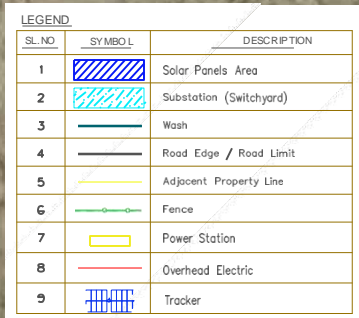 LEGEND
SL.NO SYMBOL DESCRIPTION
1 Solar Panels Area
2 Substation (Switchyard)
3 Wash
4 Road Edge / Road Limit
5 Adjacent Property Line
6 Fence
7 Power Station
8 Overhead Electric
9 Tracker